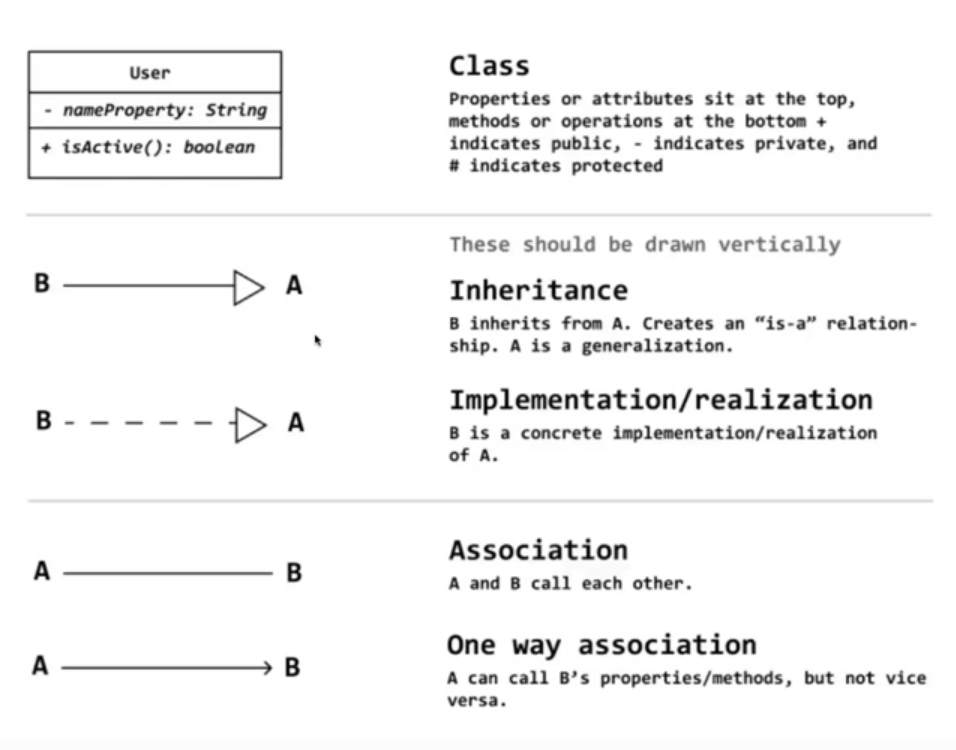 User
- nameProperty: String
+ isActive(): boolean
Class
Properties or attributes sit at the top,
methods or operations at the bottom +
indicates public, - indicates private, and
# indicates protected
These should be drawn vertically
B A
Inheritance
B inherits from A. Creates an “is-a” relation-
ship. A is a generalization.
B A
Implementation/realization
B is a concrete implementation/realization
of A.
A B
Association
A and B call each other.
A B
One way association
A can call B’s properties/methods, but not vice
versa.